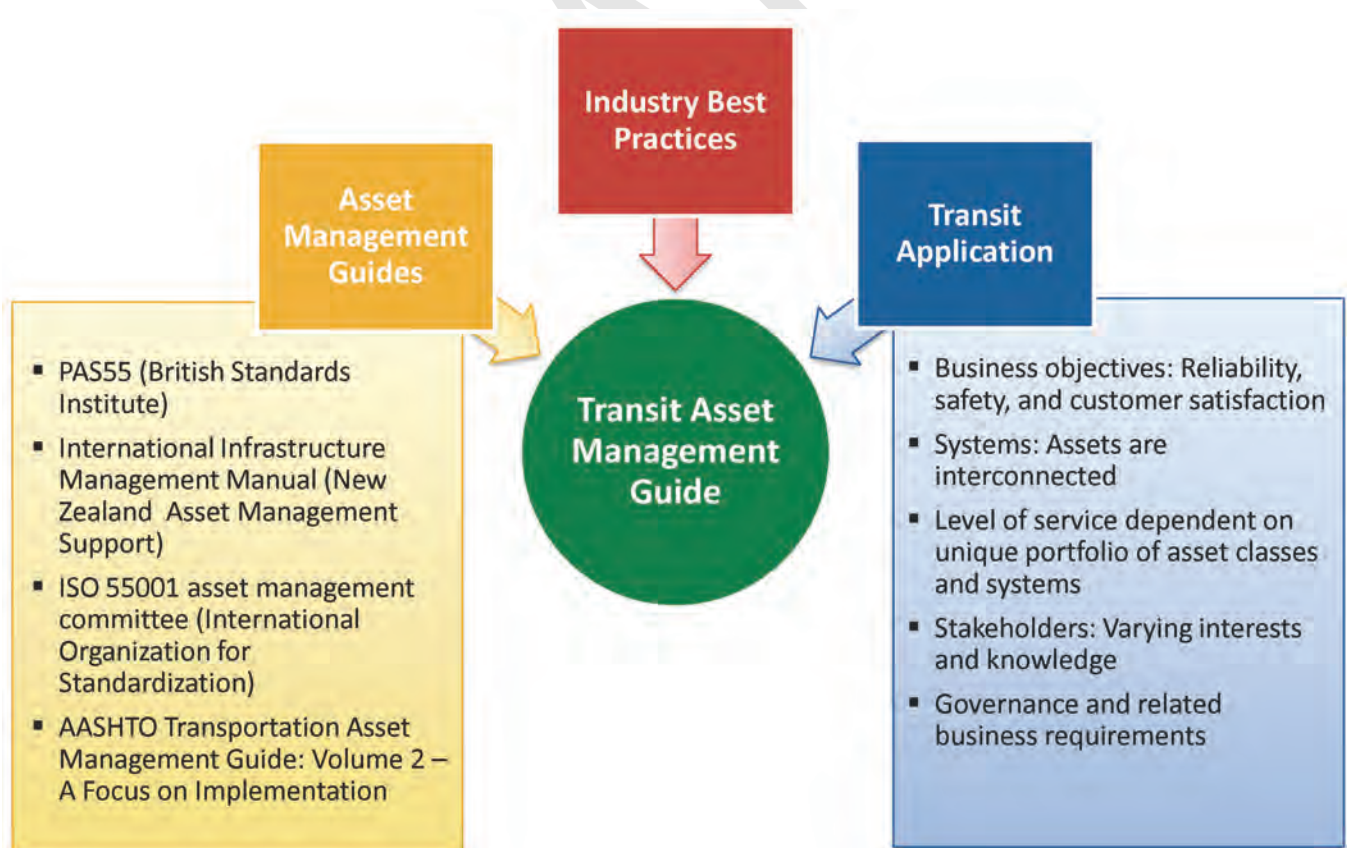 Industry Best
Practices
Asset
Management
Guides
Transit
Application
Transit Asset
Management
Guide
▪ PAS55 (British Standards
Institute)
▪ International Infrastructure
Management Manual (New
Zealand Asset Management
Support)
▪ ISO 55001 asset management
committee (International
Organization for
Standardization)
▪ AASHTO Transportation Asset
Management Guide: Volume 2 –
A Focus on Implementation
▪ Business objectives: Reliability,
safety, and customer satisfaction
▪ Systems: Assets are
interconnected
▪ Level of service dependent on
unique portfolio of asset classes
and systems
▪ Stakeholders: Varying interests
and knowledge
▪ Governance and related
business requirements